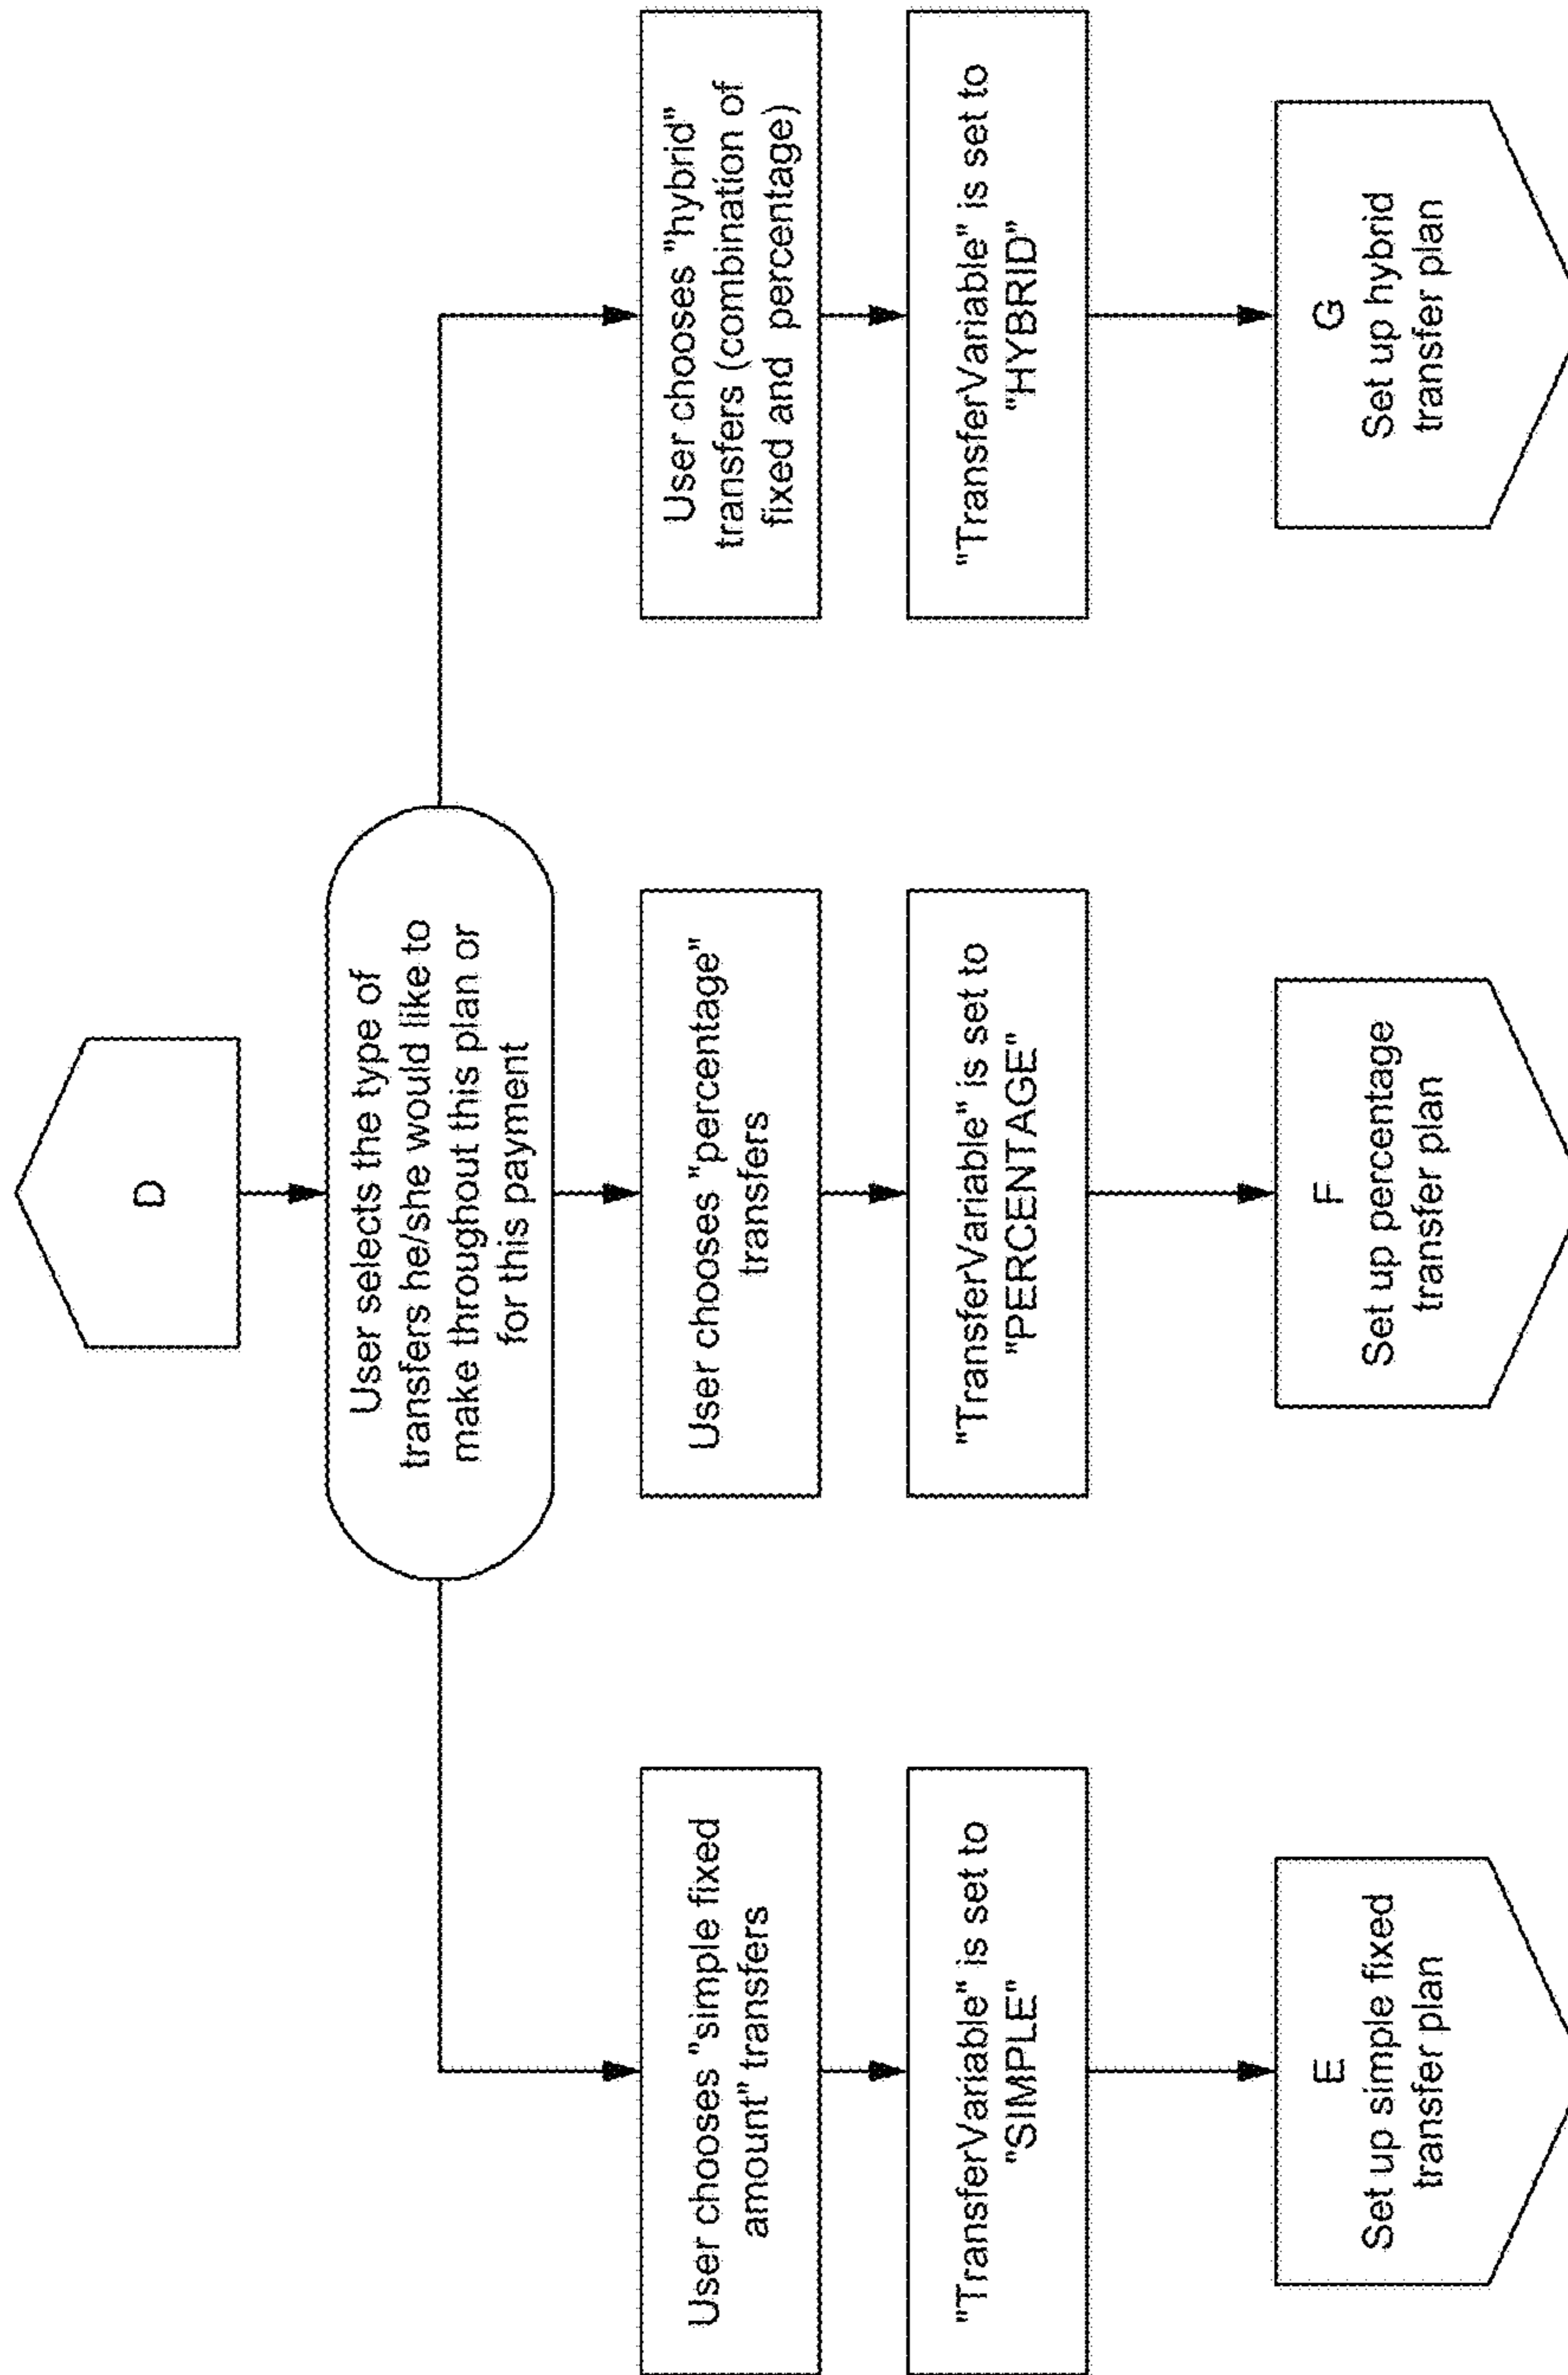 D
User selects the type of
transfers he/she would like to
make throughout this plan or
for this payment
User chooses "simple fixed
amount" transfers
"TransferVariable" is set to
"SIMPLE"
E
Set up simple fixed
transfer plan
User chooses "percentage"
transfers
"TransferVariable" is set to
"PERCENTAGE"
F
Set up percentage
transfer plan
User chooses "hybrid"
transfers (combination of
fixed and percentage)
"TransferVariable" is set to
"HYBRID"
G
Set up hybrid
transfer plan